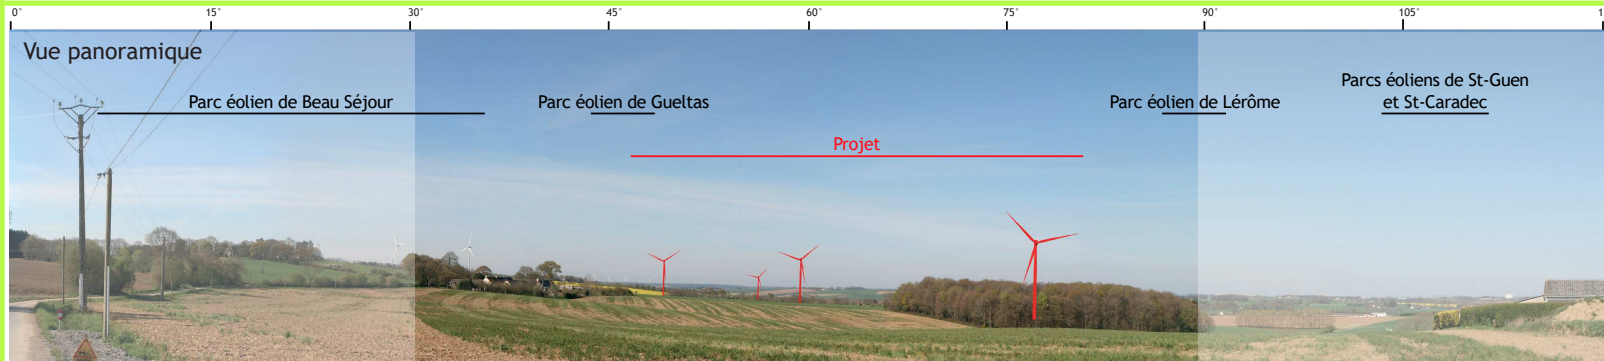 0° 15° 30° 45° 60° 75° 90° 105° 1
Vue panoramique
Parc éolien de Beau Séjour
Parc éolien de Gueltas
Projet
Parc éolien de Lérôme
Parcs éoliens de St-Guen
et St-Caradec